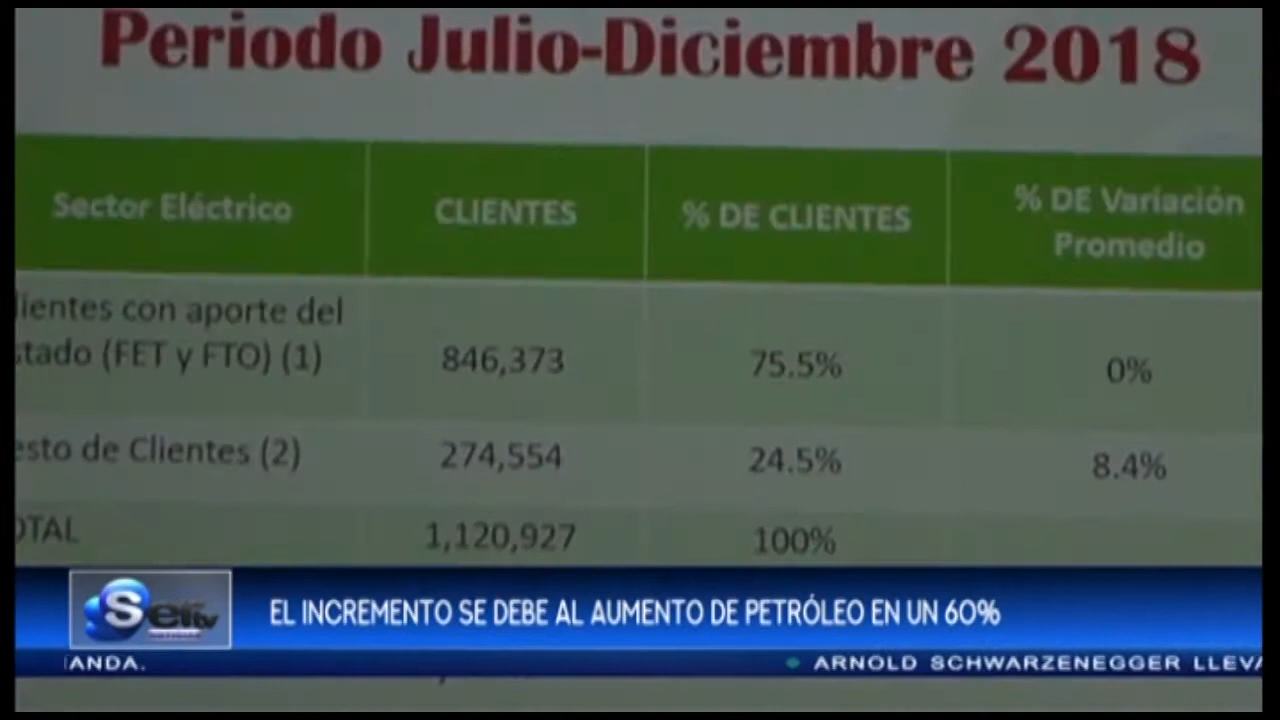 Periodo Julio-Diciembre 2018
Sector Eléctrico
CLIENTES
% DE CLIENTES
% DE Variación
Promedio
lientes con aporte del
stado (FET y FTO) (1)
846,373
75.5%
0%
esto de Clientes (2)
274,554
24.5%
8.4%
OTAL
1,120,927
100%
Sertv
NOTICIAS
EL INCREMENTO SE DEBE AL AUMENTO DE PETRÓLEO EN UN 60%
ANDA.
ARNOLD SCHWARZENEGGER LLEVA